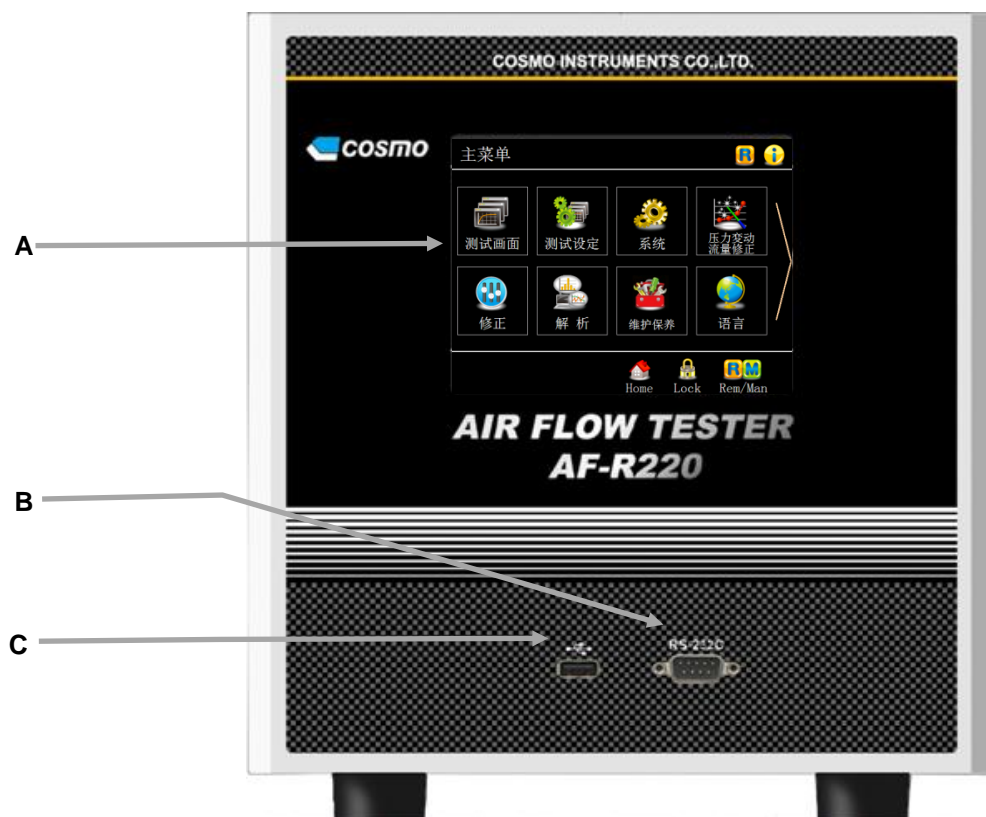 COSMO INSTRUMENTS CO.,LTD.
cosmo
主菜单
R i
A
测试画面 测试设定 系统 压力变动
流量修正
修正 解 析 维护保养 语言
R M
Home Lock Rem/Man
AIR FLOW TESTER
AF-R220
B
C
RS-232C